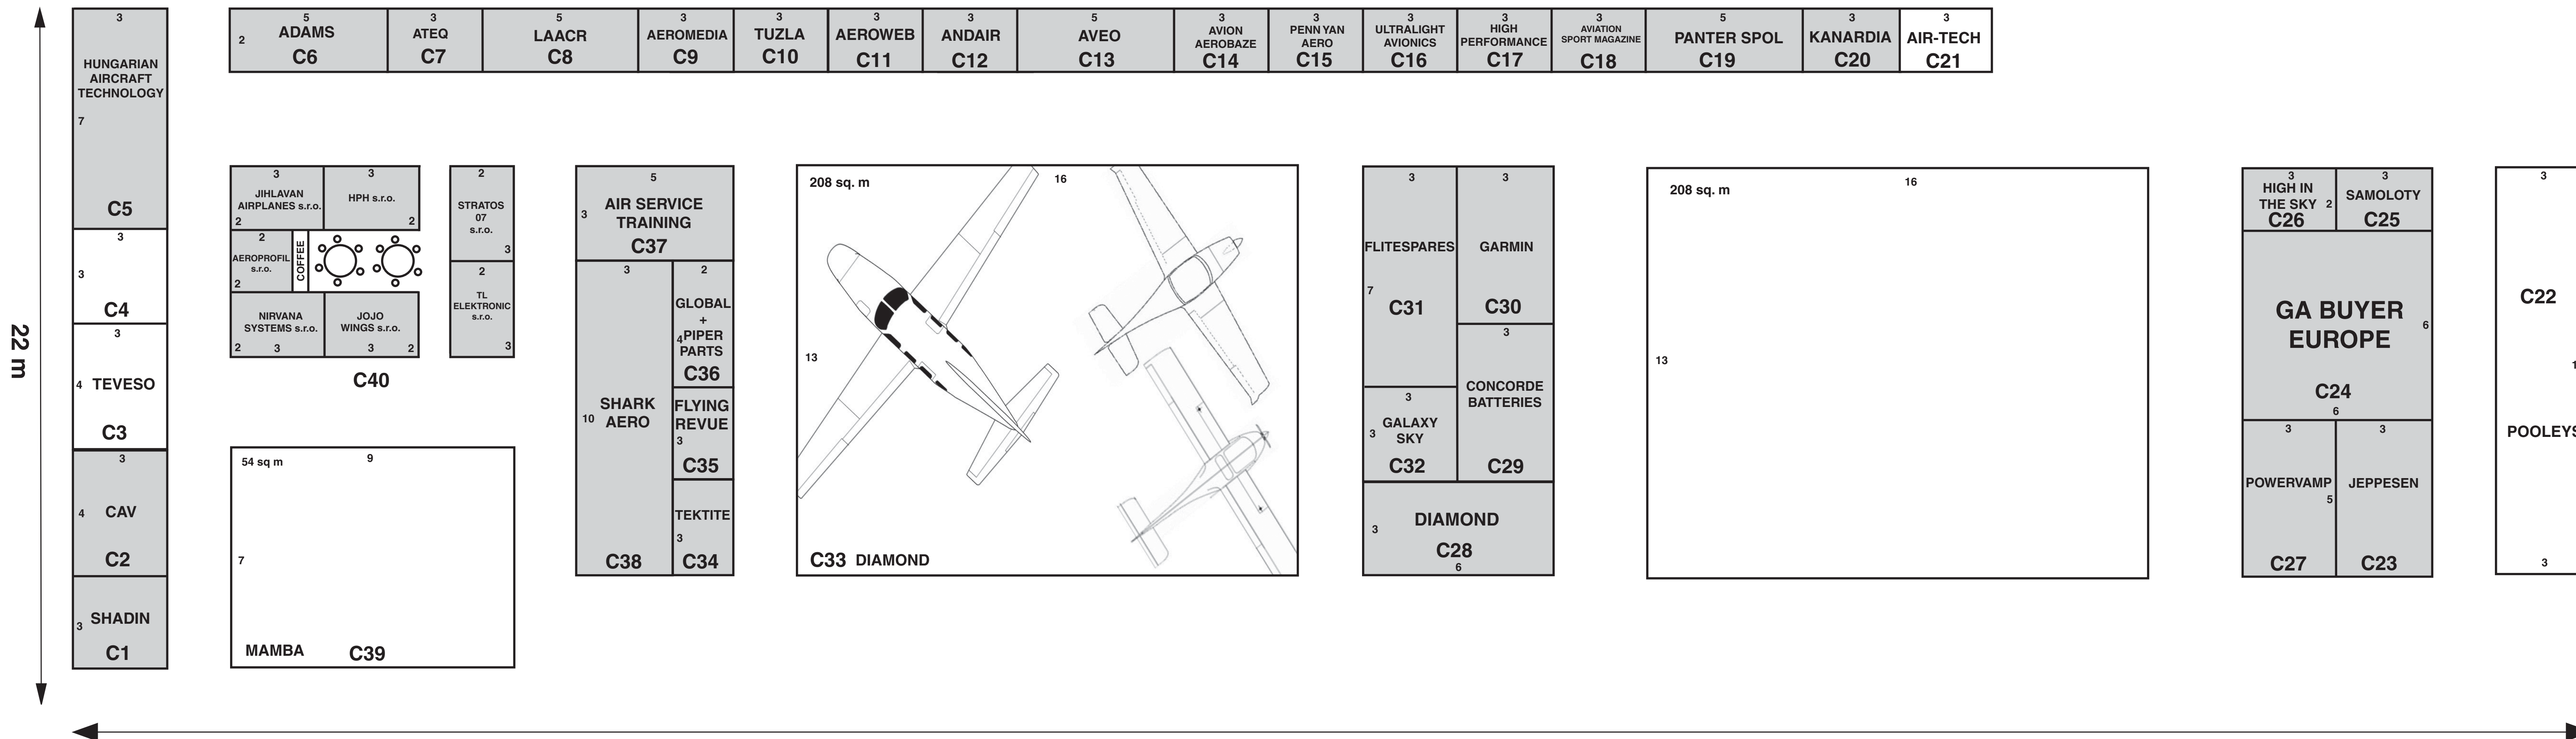 22 m
3
HUNGARIAN
AIRCRAFT
TECHNOLOGY
7
C5
3
3
C4
3
4 TEVESO
C3
3
4 CAV
C2
3 SHADIN
C1
5
2 ADAMS
C6
3
ATEQ
C7
5
LAACR
C8
3
AEROMEDIA
C9
3
TUZLA
C10
3
AEROWEB
C11
3
ANDAIR
C12
5
AVEO
C13
3
AVION
AEROBAZE
C14
3
PENN YAN
AERO
C15
3
ULTRALIGHT
AVIONICS
C16
3
HIGH
PERFORMANCE
C17
3
AVIATION
SPORT MAGAZINE
C18
5
PANTER SPOL
C19
3
KANARDIA
C20
3
AIR-TECH
C21
3
JIHLAVAN
AIRPLANES s.r.o.
2
3
HPH s.r.o.
2
2
AEROPROFIL
s.r.o.
2
COFFEE
NIRVANA
SYSTEMS s.r.o.
2 3
JOJO
WINGS s.r.o.
3 2
C40
2
STRATOS
07
s.r.o.
3
2
TL
ELEKTRONIC
s.r.o.
3
54 sq m 9
7
MAMBA C39
5
3 AIR SERVICE
TRAINING
C37
3
10 SHARK
AERO
C38
2
GLOBAL
+
4 PIPER
PARTS
C36
FLYING
REVUE
3
C35
TEKTITE
3
C34
208 sq. m 16
13
C33 DIAMOND
3
FLITESPARES
7
C31
3
GARMIN
C30
3
CONCORDE
BATTERIES
C29
3
3 GALAXY
SKY
C32
3 DIAMOND
C28
6
208 sq. m 16
13
3
HIGH IN
THE SKY 2
C26
3
SAMOLOTY
C25
GA BUYER
EUROPE
6
C24
6
3
POWERVAMP
5
C27
3
JEPPESEN
C23
3
C22
1
POOLEYS
3